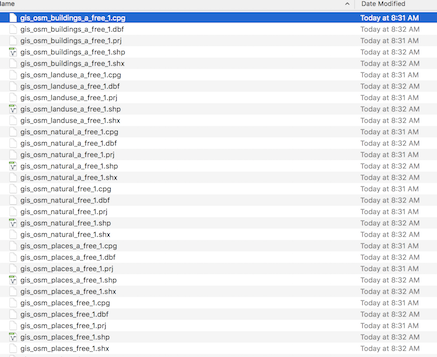 lame Date Modified
gis_osm_buildings_a_free_1.cpg Today at 8:31 AM
gis_osm_buildings_a_free_1.dbf Today at 8:32 AM
gis_osm_buildings_a_free_1.prj Today at 8:31 AM
gis_osm_buildings_a_free_1.shp Today at 8:32 AM
gis_osm_buildings_a_free_1.shx Today at 8:32 AM
gis_osm_landuse_a_free_1.cpg Today at 8:31 AM
gis_osm_landuse_a_free_1.dbf Today at 8:32 AM
gis_osm_landuse_a_free_1.prj Today at 8:31 AM
gis_osm_landuse_a_free_1.shp Today at 8:32 AM
gis_osm_landuse_a_free_1.shx Today at 8:32 AM
gis_osm_natural_a_free_1.cpg Today at 8:31 AM
gis_osm_natural_a_free_1.dbf Today at 8:32 AM
gis_osm_natural_a_free_1.prj Today at 8:31 AM
gis_osm_natural_a_free_1.shp Today at 8:32 AM
gis_osm_natural_a_free_1.shx Today at 8:32 AM
gis_osm_natural_free_1.cpg Today at 8:31 AM
gis_osm_natural_free_1.dbf Today at 8:32 AM
gis_osm_natural_free_1.prj Today at 8:31 AM
gis_osm_natural_free_1.shp Today at 8:32 AM
gis_osm_natural_free_1.shx Today at 8:32 AM
gis_osm_places_a_free_1.cpg Today at 8:31 AM
gis_osm_places_a_free_1.dbf Today at 8:32 AM
gis_osm_places_a_free_1.prj Today at 8:31 AM
gis_osm_places_a_free_1.shp Today at 8:32 AM
gis_osm_places_a_free_1.shx Today at 8:32 AM
gis_osm_places_free_1.cpg Today at 8:31 AM
gis_osm_places_free_1.dbf Today at 8:32 AM
gis_osm_places_free_1.prj Today at 8:31 AM
gis_osm_places_free_1.shp Today at 8:32 AM
gis_osm_places_free_1.shx Today at 8:32 AM